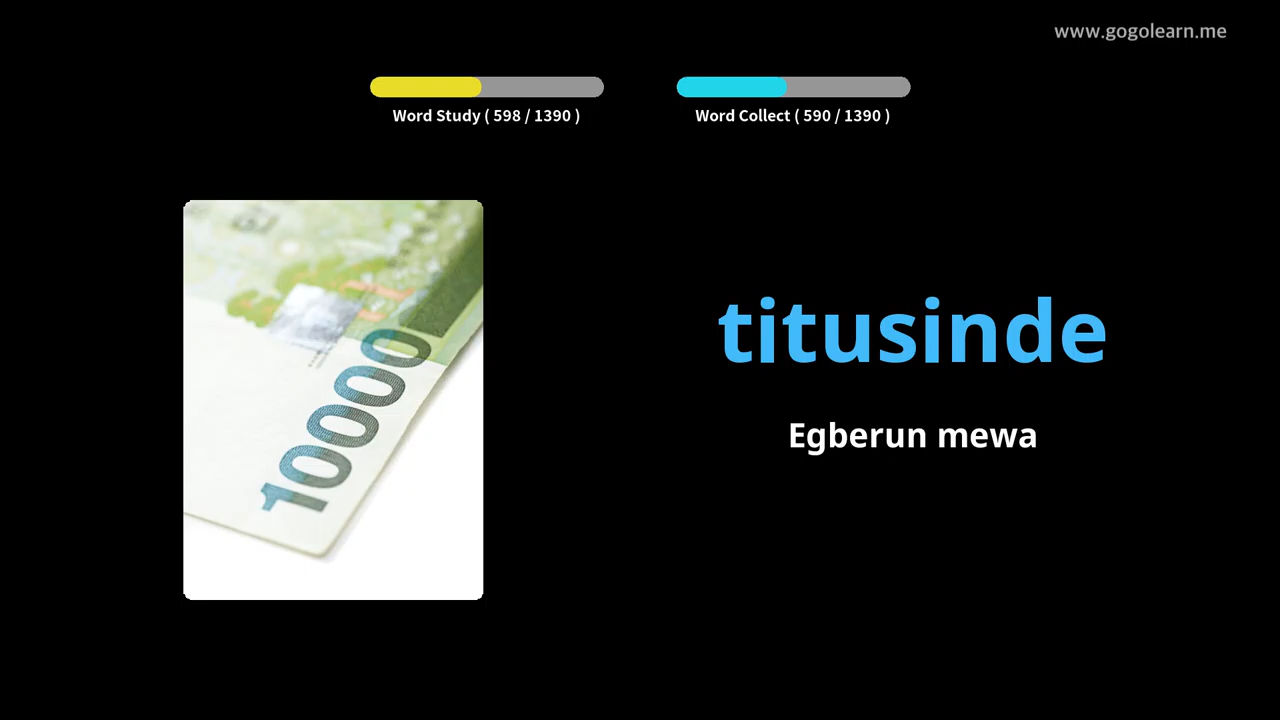 www.gogolearn.me
Word Study ( 598 / 1390 )
Word Collect ( 590 / 1390 )
10000
titusinde
Egberun mewa